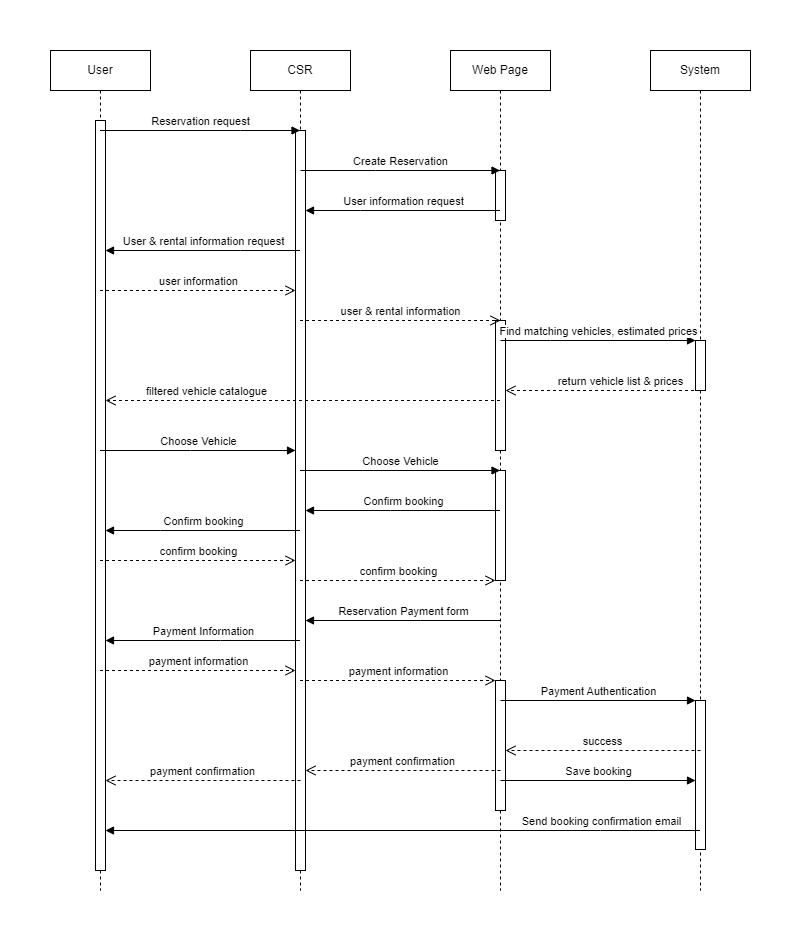 User
CSR
Web Page
System
Reservation request
Create Reservation
User information request
User & rental information request
user information
user & rental information
Find matching vehicles, estimated prices
return vehicle list & prices
filtered vehicle catalogue
Choose Vehicle
Choose Vehicle
Confirm booking
Confirm booking
confirm booking
confirm booking
Reservation Payment form
Payment Information
payment information
payment information
Payment Authentication
success
payment confirmation
payment confirmation
Save booking
Send booking confirmation email